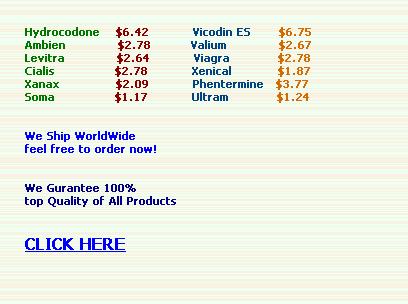 Hydrocodone $6.42 Vicodin ES $6.75
Ambien $2.78 Valium $2.67
Levitra $2.64 Viagra $2.78
Cialis $2.78 Xenical $1.87
Xanax $2.09 Phentermine $3.77
Soma $1.17 Ultram $1.24
We Ship WorldWide
feel free to order now!
We Gurantee 100%
top Quality of All Products
CLICK HERE